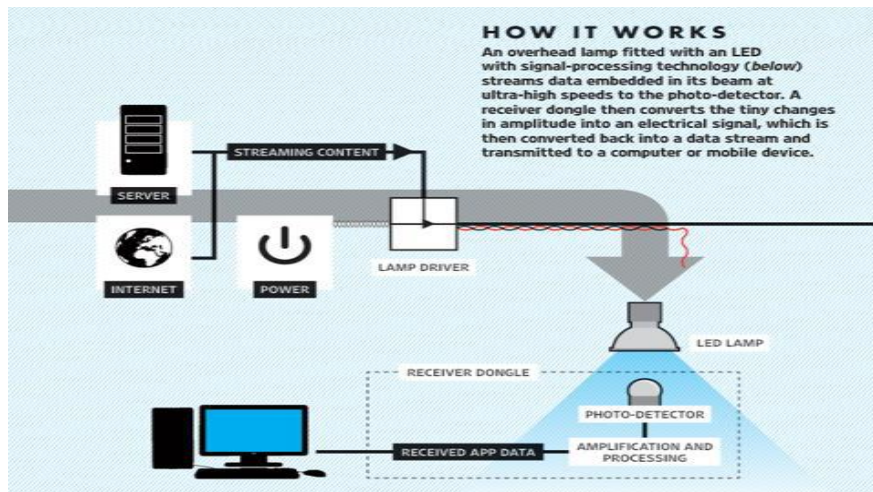 HOW IT WORKS
An overhead lamp fitted with an LED
with signal-processing technology (below)
streams data embedded in its beam at
ultra-high speeds to the photo-detector. A
receiver dongle then converts the tiny changes
in amplitude into an electrical signal, which is
then converted back into a data stream and
transmitted to a computer or mobile device.
STREAMING CONTENT
SERVER
LAMP DRIVER
INTERNET
POWER
LED LAMP
RECEIVER DONGLE
PHOTO-DETECTOR
RECEIVED APP DATA
AMPLIFICATION AND
PROCESSING